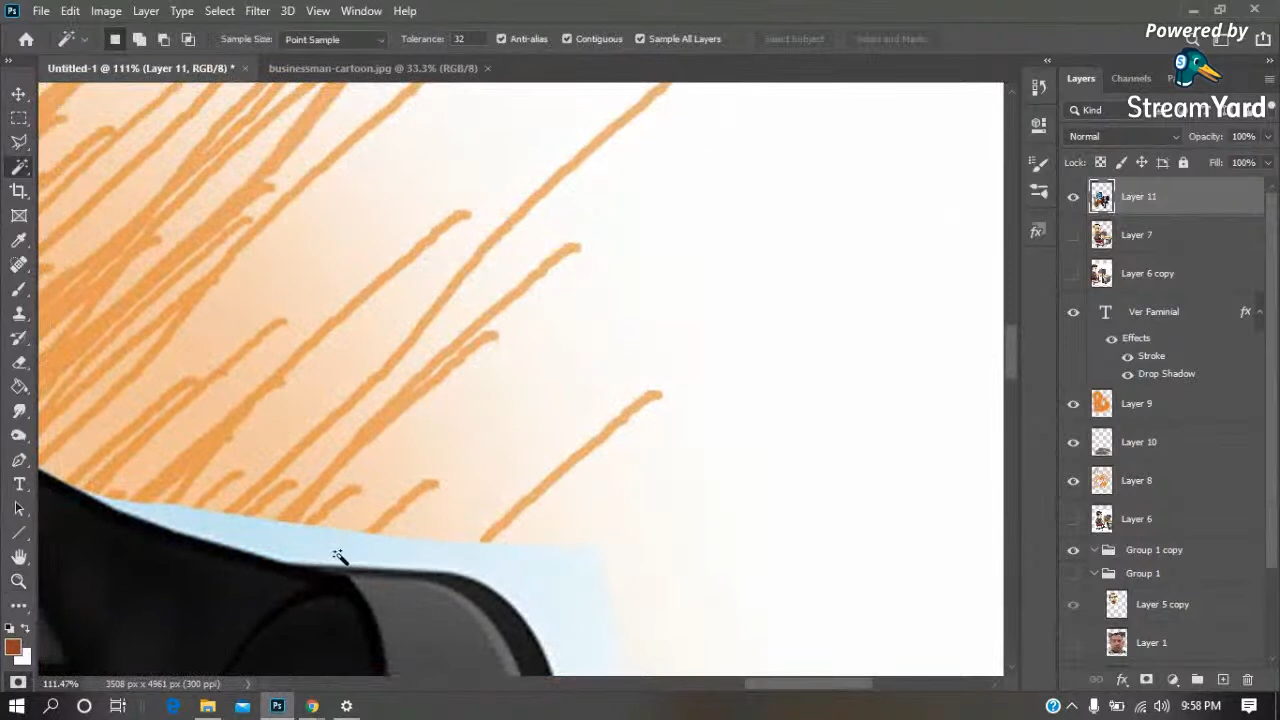 Ps File Edit Image Layer Type Select Filter 3D View Window Help
Powered by
StreamYard
Sample Size: Point Sample Tolerance: 32 Anti-alias Contiguous Sample All Layers Select Subject
Untitled-1 @ 111% (Layer 11, RGB/8) * × businessman-cartoon.jpg @ 33.3% (RGB/8) ×
Layers Channels
Kind
Normal Opacity: 100%
Lock: Fill: 100%
Layer 11
Layer 7
Layer 6 copy
T Ver Faminial fx
Effects
Stroke
Drop Shadow
Layer 9
Layer 10
Layer 8
Layer 6
Group 1 copy
Group 1
Layer 5 copy
Layer 1
111.47% 3508 px x 4961 px (300 ppi)
9:58 PM